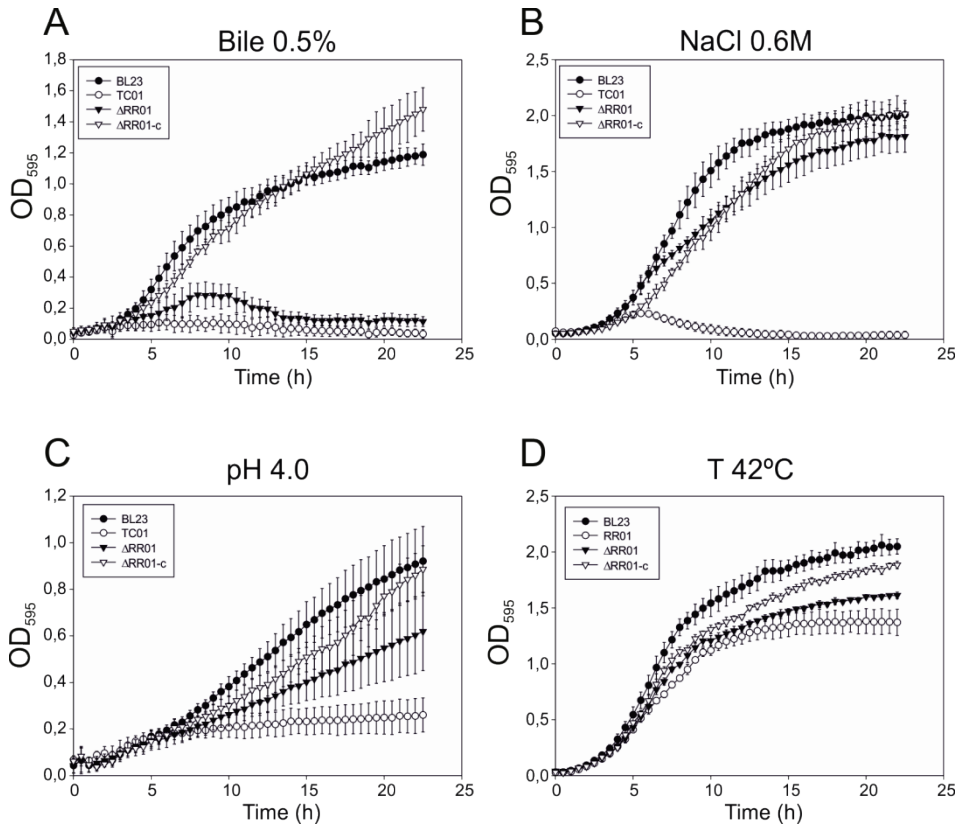 A
Bile 0.5%
1,8
1,6
1,4
1,2
1,0
0,8
0,6
0,4
0,2
0,0
OD595
BL23
TC01
ΔRR01
ΔRR01-c
0
5
10
15
20
25
Time (h)
B
NaCl 0.6M
2,5
2,0
1,5
1,0
0,5
0,0
OD595
BL23
TC01
ΔRR01
ΔRR01-c
0
5
10
15
20
25
Time (h)
C
pH 4.0
1,2
1,0
0,8
0,6
0,4
0,2
0,0
OD595
BL23
TC01
ΔRR01
ΔRR01-c
0
5
10
15
20
25
Time (h)
D
T 42ºC
2,5
2,0
1,5
1,0
0,5
0,0
OD595
BL23
RR01
ΔRR01
ΔRR01-c
0
5
10
15
20
25
Time (h)